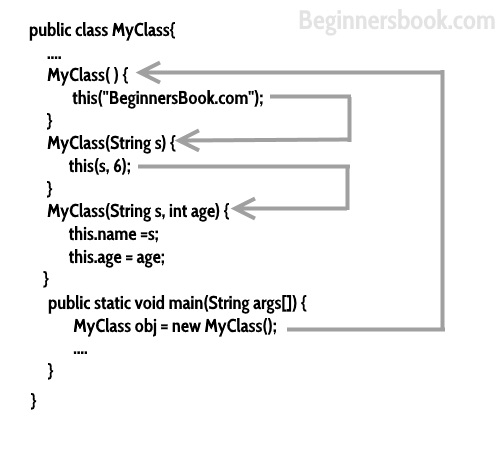 Beginnersbook.com
public class MyClass{
....
MyClass( ) {
this("BeginnersBook.com");
}
MyClass(String s) {
this(s, 6);
}
MyClass(String s, int age) {
this.name =s;
this.age = age;
}
public static void main(String args[]) {
MyClass obj = new MyClass();
....
}
}